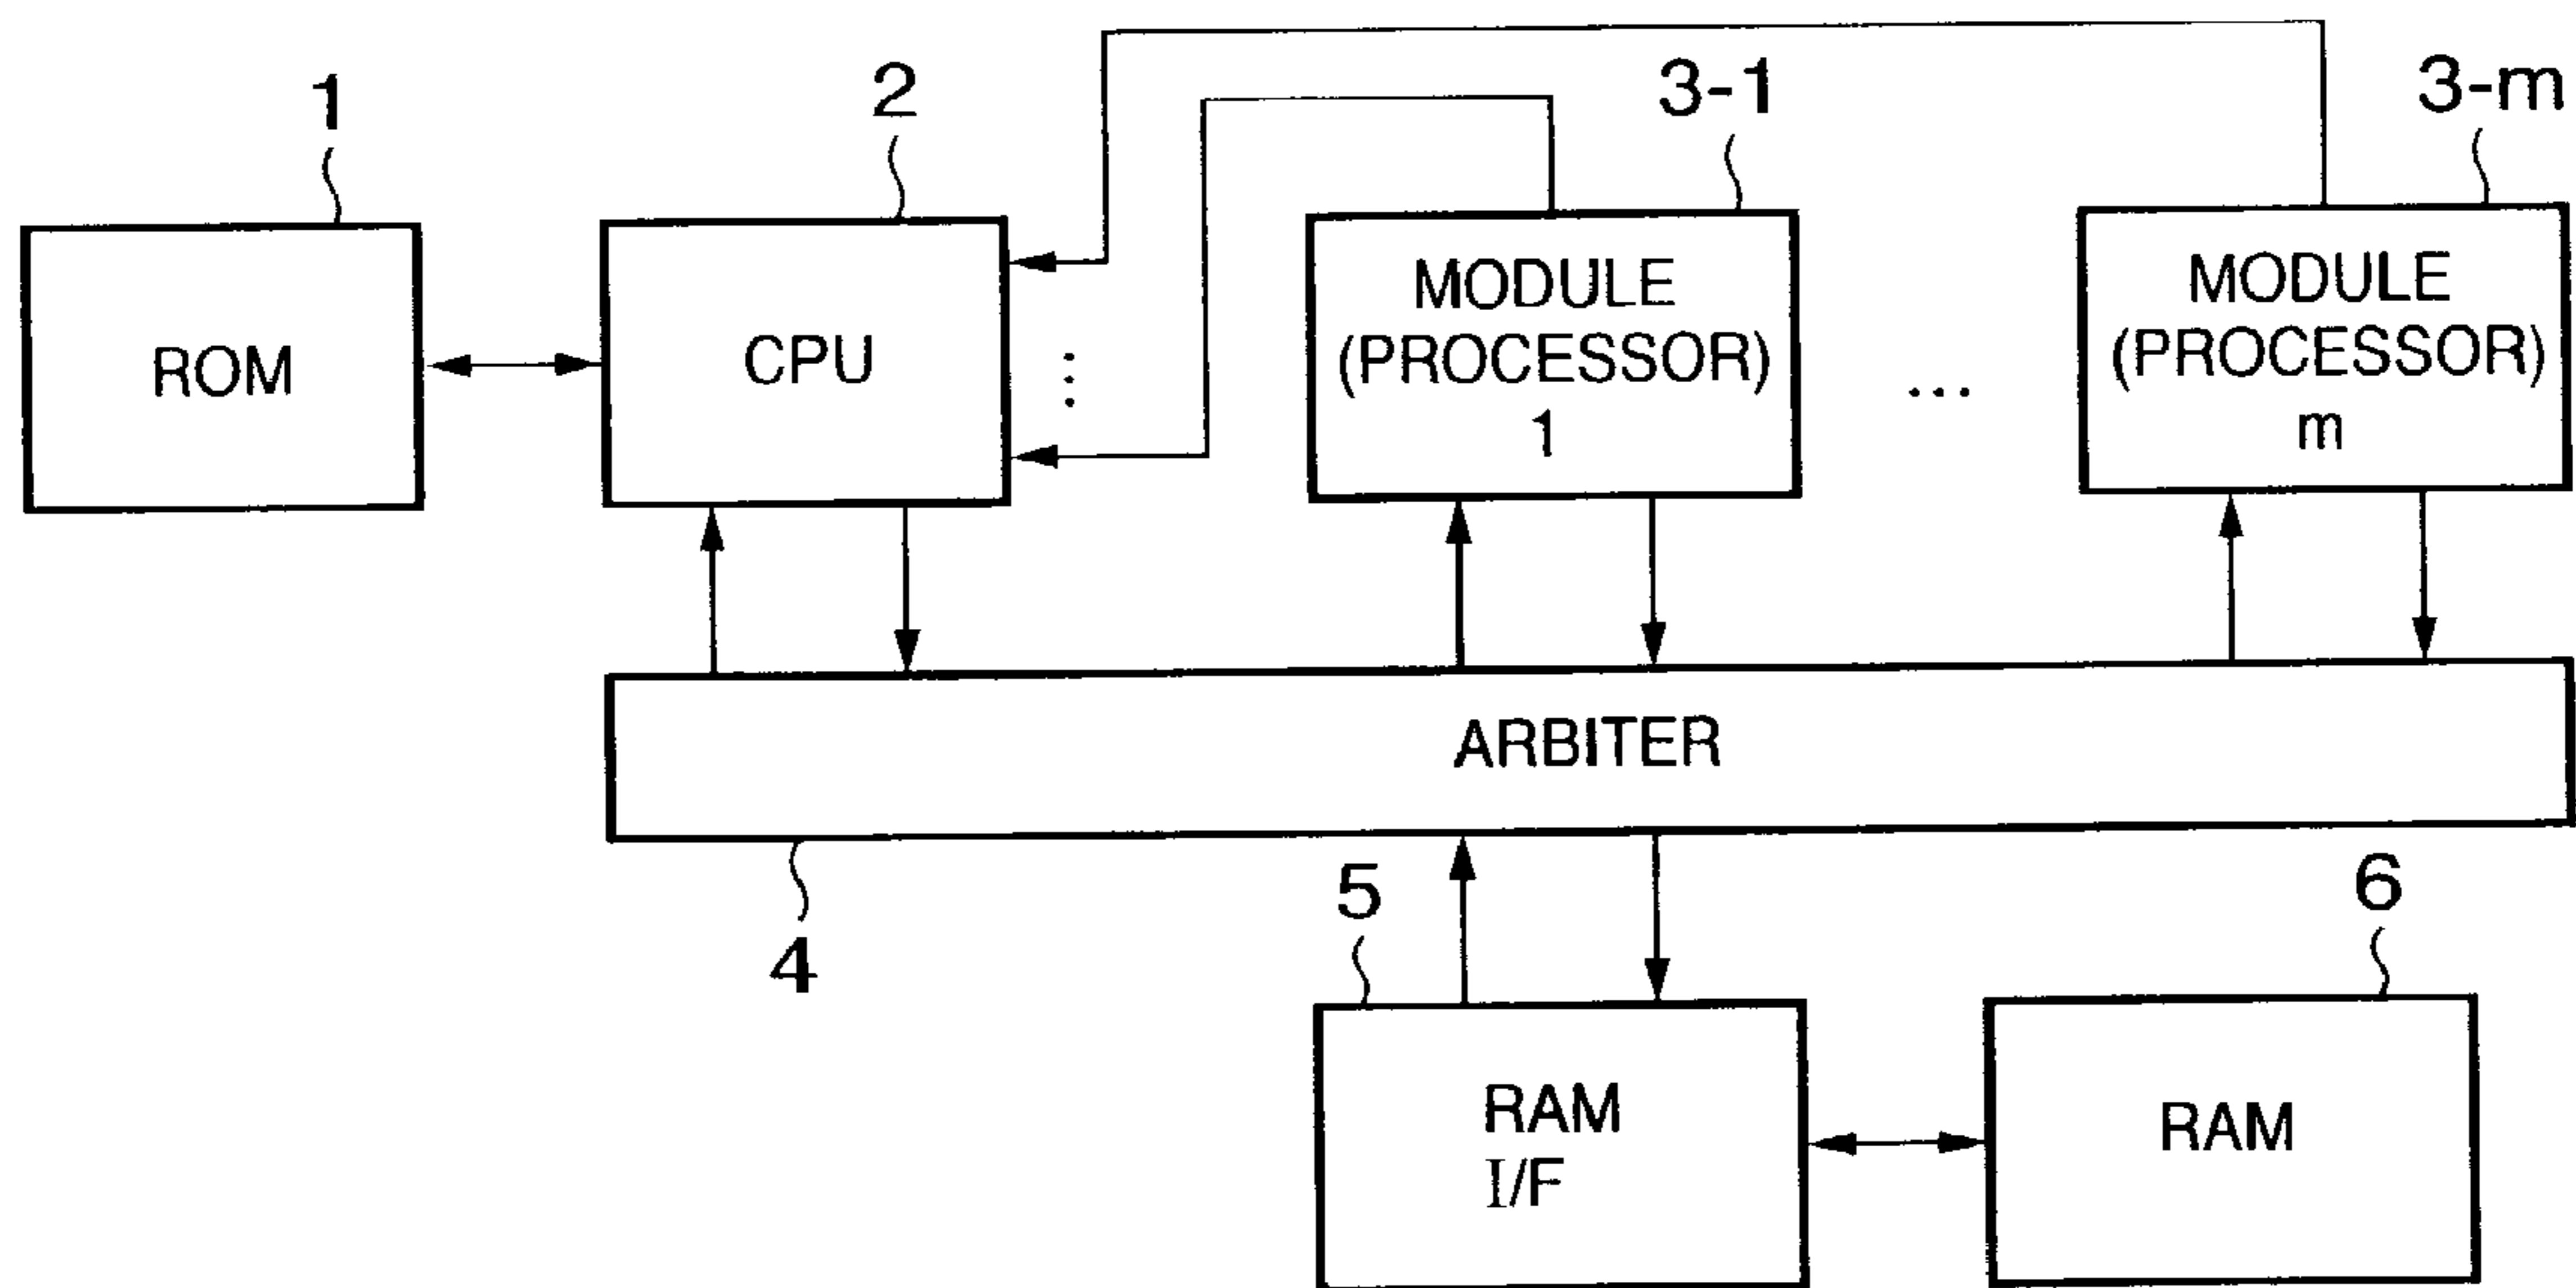 1
2
3-1
3-m
ROM
CPU
...
MODULE
(PROCESSOR)
1
...
MODULE
(PROCESSOR)
m
ARBITER
4
5
6
RAM
I/F
RAM